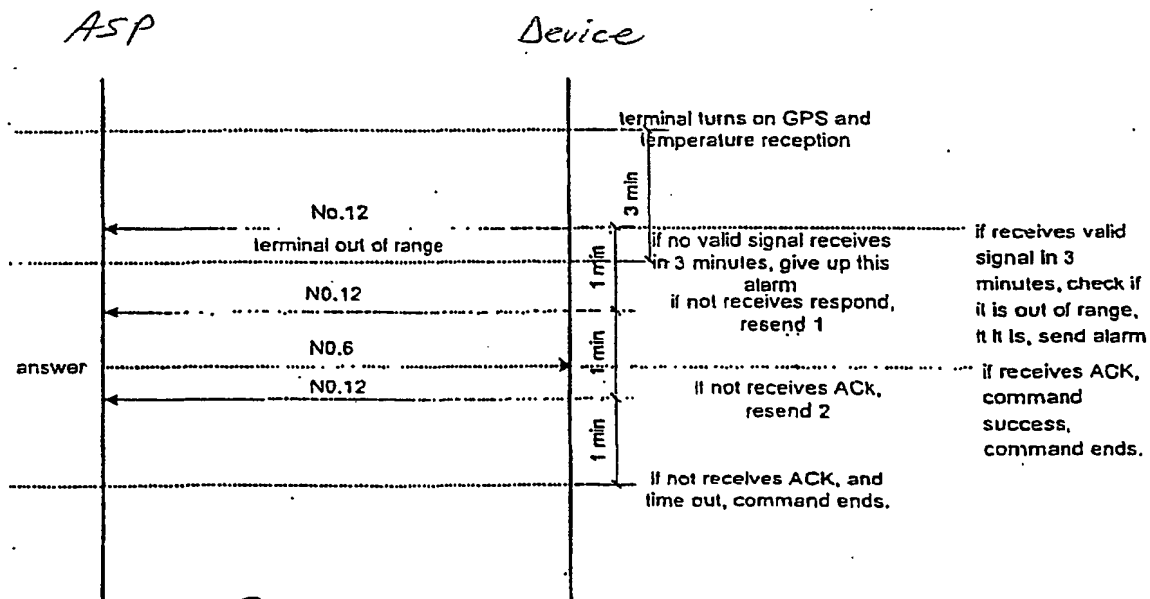 ASP
Device
terminal turns on GPS and
temperature reception
3 min
No.12
terminal out of range
if no valid signal receives
in 3 minutes, give up this
alarm
if receives valid
signal in 3
minutes, check if
it is out of range,
it it is, send alarm
1 min
N0.12
if not receives respond,
resend 1
answer
N0.6
1 min
if receives ACK,
command
success,
command ends.
N0.12
if not receives ACk,
resend 2
1 min
If not receives ACK, and
time out, command ends.